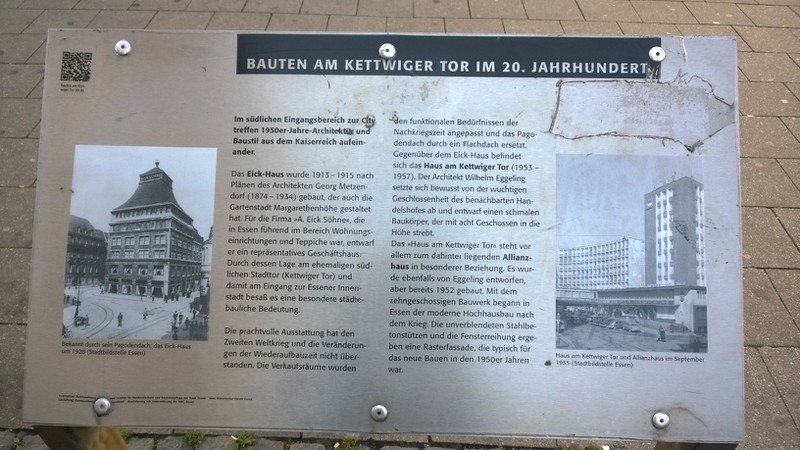 BAUTEN AM KETTWIGER TOR IM 20. JAHRHUNDERT
Im südlichen Eingangsbereich zur City
treffen 1950er-Jahre-Architektur und
Baustil aus dem Kaiserreich aufein-
ander.
Das Eick-Haus wurde 1913 – 1915 nach
Plänen des Architekten Georg Metzen-
dorf (1874 – 1934) gebaut, der auch die
Gartenstadt Margarethenhöhe gestaltet
hat. Für die Firma »A. Eick Söhne«, die
in Essen führend im Bereich Wohnungs-
einrichtungen und Teppiche war, entwarf
er ein repräsentatives Geschäftshaus.
Durch dessen Lage am ehemaligen süd-
lichen Stadttor (Kettwiger Tor) und
damit am Eingang zur Essener Innen-
stadt besaß es eine besondere städte-
bauliche Bedeutung.
Die prachtvolle Ausstattung hat den
Zweiten Weltkrieg und die Veränderun-
gen der Wiederaufbauzeit nicht über-
standen. Die Verkaufsräume wurden
den funktionalen Bedürfnissen der
Nachkriegszeit angepasst und das Pago-
dendach durch ein Flachdach ersetzt.
Gegenüber dem Eick-Haus befindet
sich das Haus am Kettwiger Tor (1953 –
1957). Der Architekt Wilhelm Eggeling
setzte sich bewusst von der wuchtigen
Geschlossenheit des benachbarten Han-
delshofes ab und entwarf einen schmalen
Baukörper, der mit acht Geschossen in die
Höhe strebt.
Das »Haus am Kettwiger Tor« steht vor
allem zum dahinter liegenden Allianz-
haus in besonderer Beziehung. Es wur-
de ebenfalls von Eggeling entworfen,
aber bereits 1952 gebaut. Mit dem
zehngeschossigen Bauwerk begann in
Essen der moderne Hochhausbau nach
dem Krieg. Die unverblendeten Stahlbe-
tonstützen und die Fensterreihung erge-
ben eine Rasterfassade, die typisch für
das neue Bauen in den 1950er Jahren
war.
Bekannt durch sein Pagodendach: das Eick-Haus
um 1928 (Stadtbildstelle Essen)
Haus am Kettwiger Tor und Allianzhaus im September
1955 (Stadtbildstelle Essen)